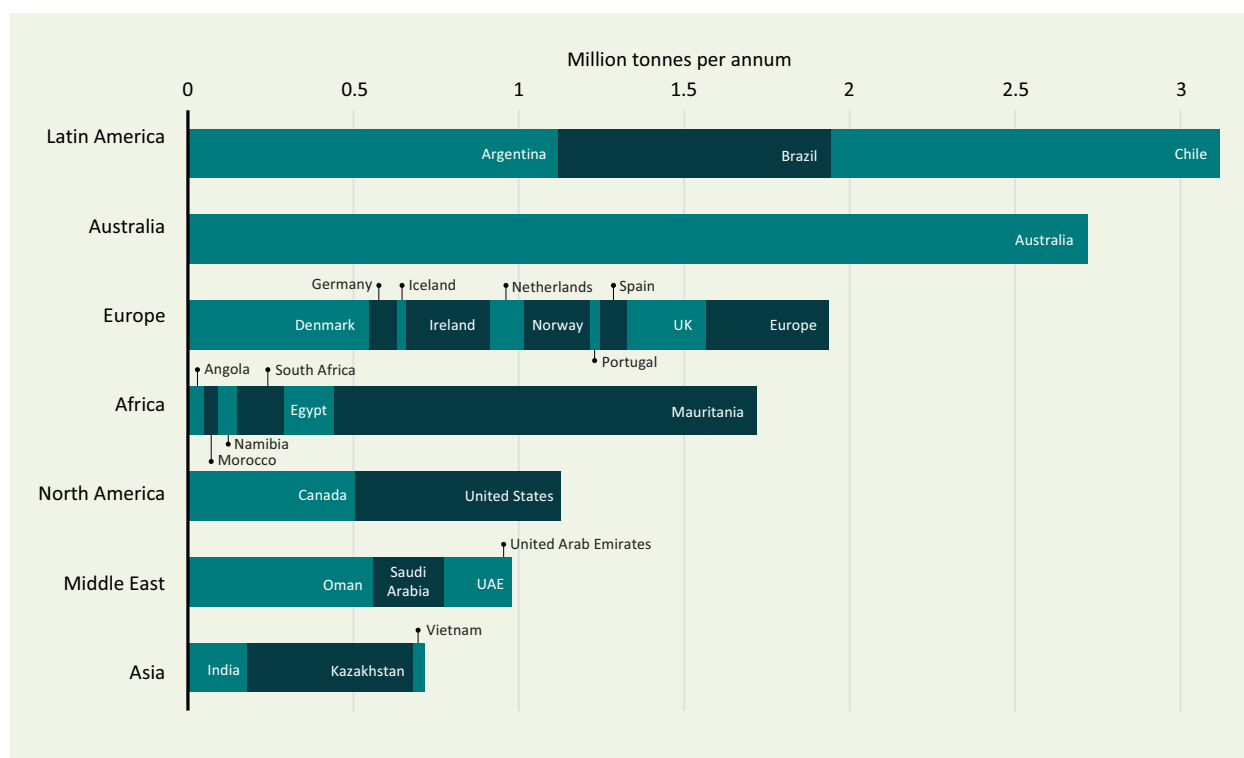 Million tonnes per annum
0 0.5 1 1.5 2 2.5 3
Latin America
Argentina Brazil Chile
Australia
Australia
Germany Iceland Netherlands Spain
Europe
Denmark Ireland Norway UK Europe
Portugal
Angola South Africa
Africa
Egypt Mauritania
Namibia
Morocco
North America
Canada United States
United Arab Emirates
Middle East
Oman Saudi Arabia UAE
Vietnam
Asia
India Kazakhstan